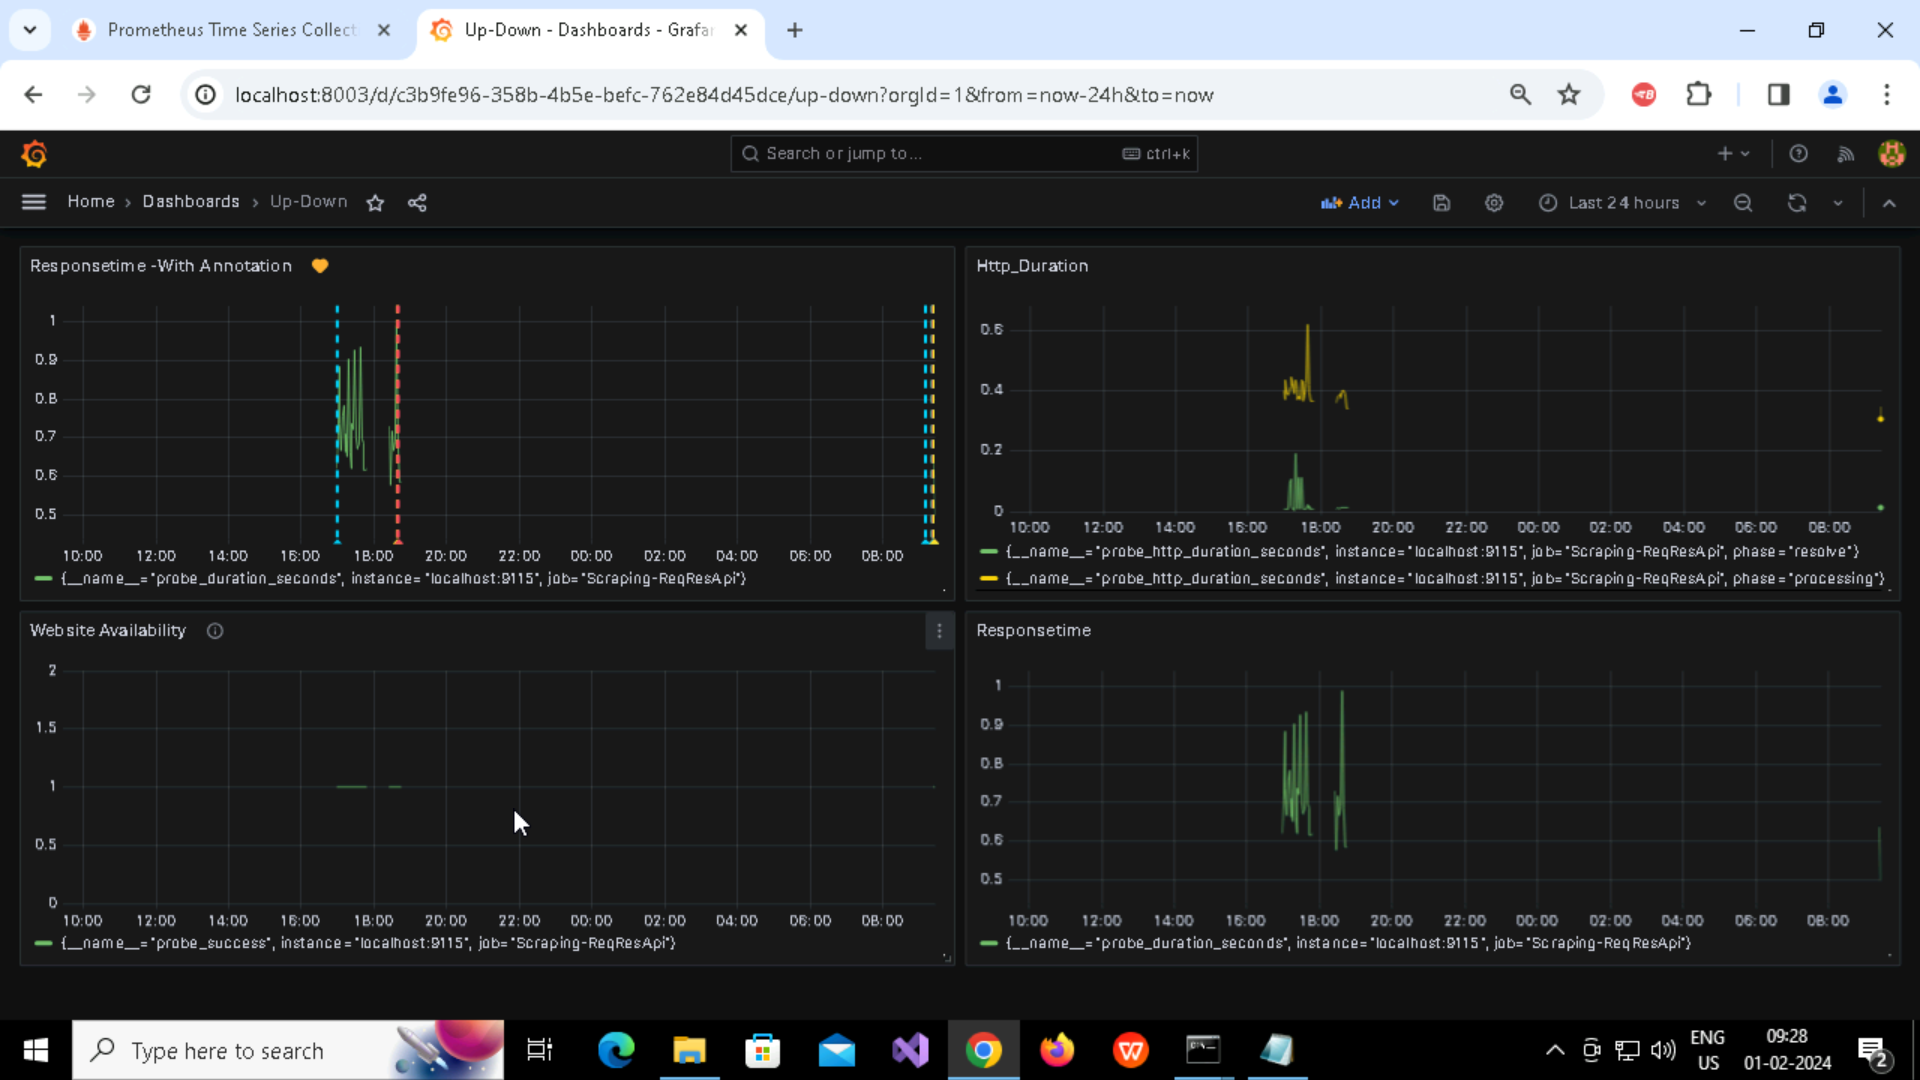 Prometheus Time Series Collect
Up-Down - Dashboards - Grafan
localhost:8003/d/c3b9fe96-358b-4b5e-befc-762e84d45dce/up-down?orgId=1&from=now-24h&to=now
Search or jump to...
ctrl+k
Home › Dashboards › Up-Down
Add
Last 24 hours
Responsetime -With Annotation
1
0.9
0.8
0.7
0.6
0.5
10:00 12:00 14:00 16:00 18:00 20:00 22:00 00:00 02:00 04:00 06:00 08:00
{__name__="probe_duration_seconds", instance="localhost:9115", job="Scraping-ReqResApi"}
Http_Duration
0.6
0.4
0.2
0
10:00 12:00 14:00 16:00 18:00 20:00 22:00 00:00 02:00 04:00 06:00 08:00
{__name__="probe_http_duration_seconds", instance="localhost:9115", job="Scraping-ReqResApi", phase="resolve"}
{__name__="probe_http_duration_seconds", instance="localhost:9115", job="Scraping-ReqResApi", phase="processing"}
Website Availability
2
1.5
1
0.5
0
10:00 12:00 14:00 16:00 18:00 20:00 22:00 00:00 02:00 04:00 06:00 08:00
{__name__="probe_success", instance="localhost:9115", job="Scraping-ReqResApi"}
Responsetime
1
0.9
0.8
0.7
0.6
0.5
10:00 12:00 14:00 16:00 18:00 20:00 22:00 00:00 02:00 04:00 06:00 08:00
{__name__="probe_duration_seconds", instance="localhost:9115", job="Scraping-ReqResApi"}
Type here to search
ENG
US
09:28
01-02-2024
2